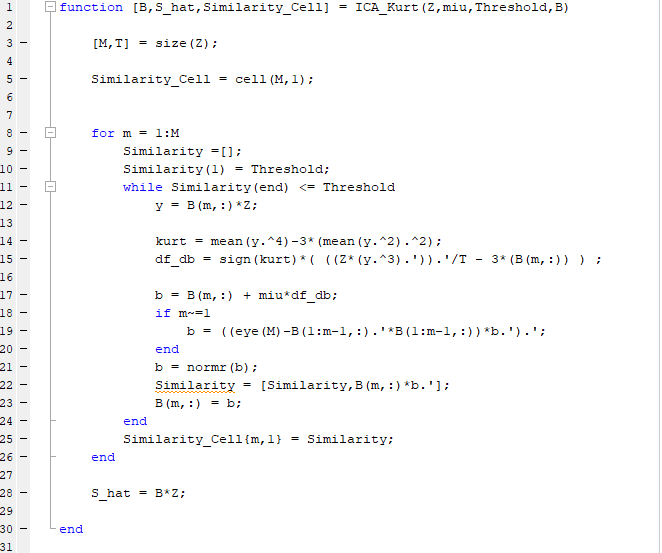 1 function [B,S_hat,Similarity_Cell] = ICA_Kurt(Z,miu,Threshold,B)
2
3 – [M,T] = size(Z);
4
5 – Similarity_Cell = cell(M,1);
6
7
8 – for m = 1:M
9 – Similarity =[];
10 – Similarity(1) = Threshold;
11 – while Similarity(end) <= Threshold
12 – y = B(m,:)*Z;
13
14 – kurt = mean(y.^4)-3*(mean(y.^2).^2);
15 – df_db = sign(kurt)*( ((Z*(y.^3).')).'/T - 3*(B(m,:)) ) ;
16
17 – b = B(m,:) + miu*df_db;
18 – if m~=1
19 – b = ((eye(M)-B(1:m-1,:).'*B(1:m-1,:))*b.').';
20 – end
21 – b = normr(b);
22 – Similarity = [Similarity,B(m,:)*b.'];
23 – B(m,:) = b;
24 – end
25 – Similarity_Cell{m,1} = Similarity;
26 – end
27
28 – S_hat = B*Z;
29
30 – end
31